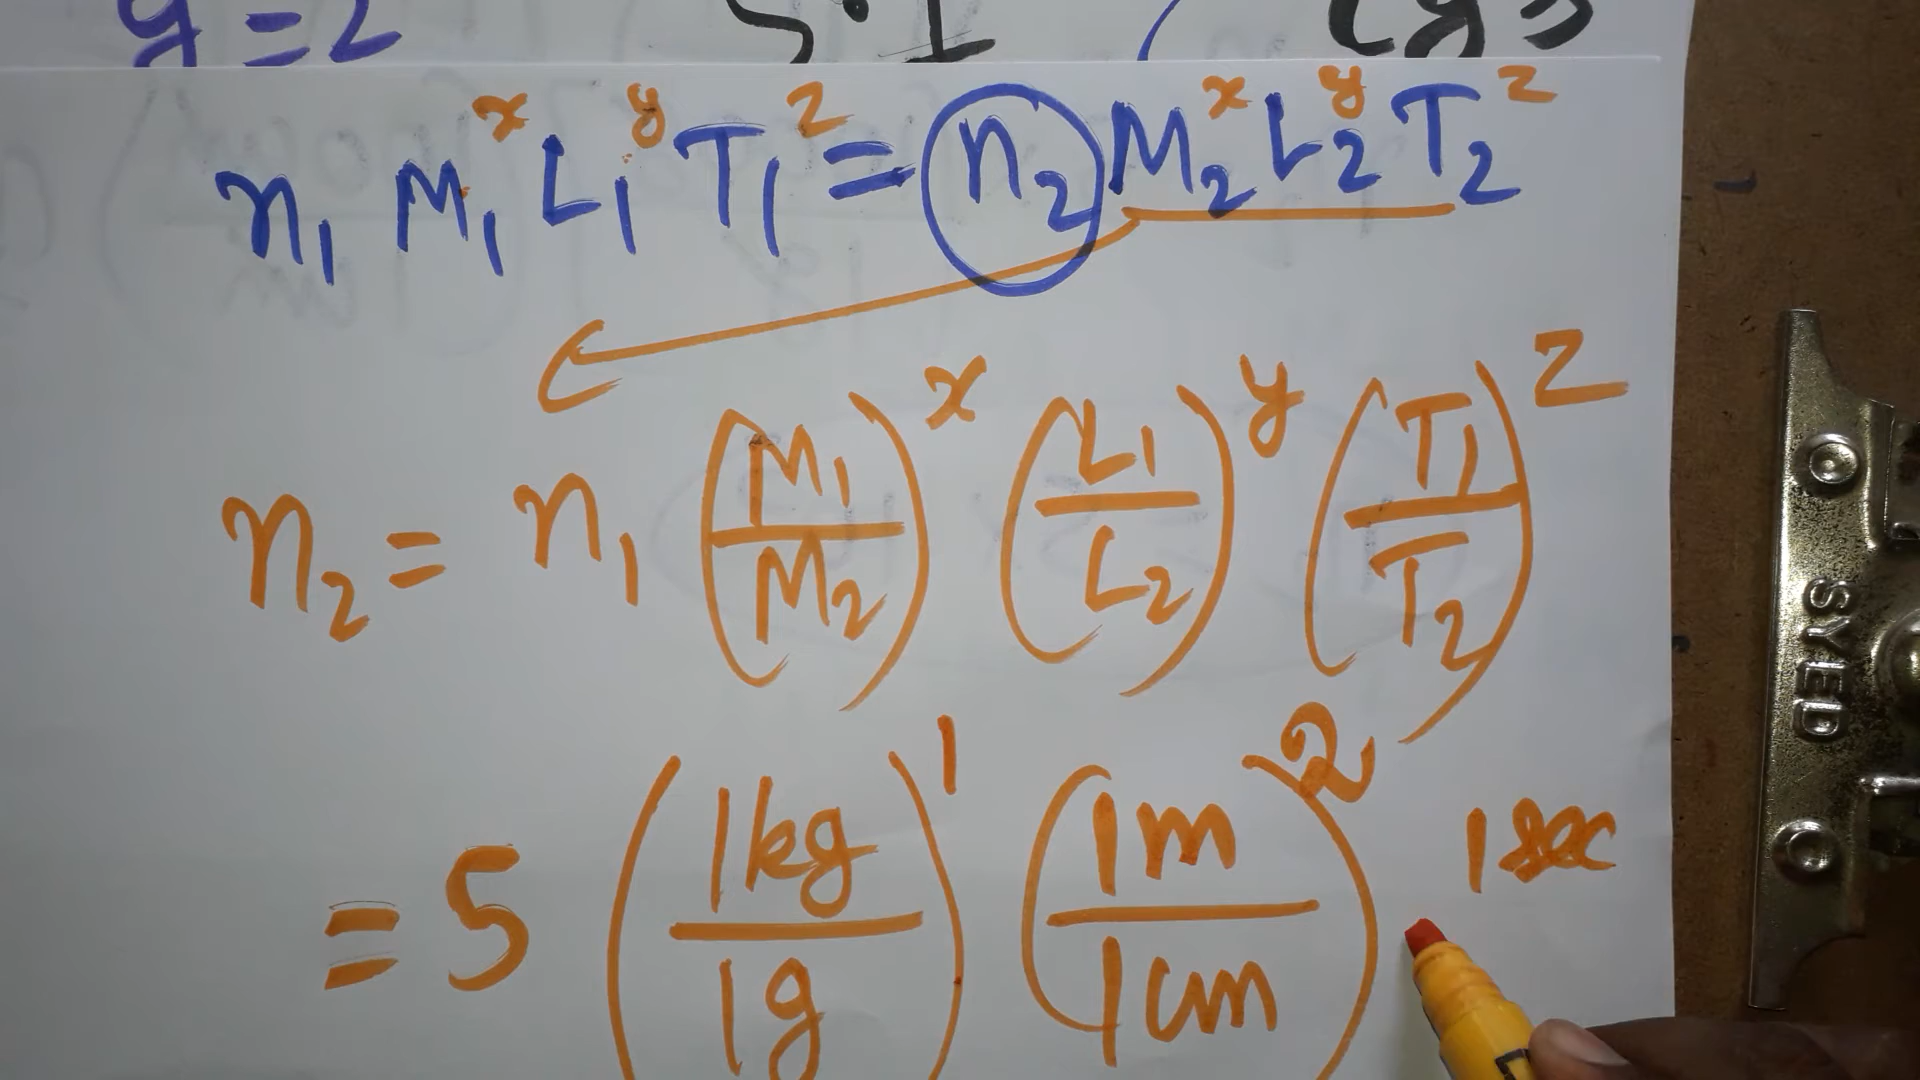 y=2
n₁ M₁ˣ L₁ʸ T₁ᶻ = n₂ M₂ˣ L₂ʸ T₂ᶻ
n₂ = n₁ (M₁/M₂)ˣ (L₁/L₂)ʸ (T₁/T₂)ᶻ
= 5 (1kg/1g)¹ (1m/1cm)² 1sec
SYED